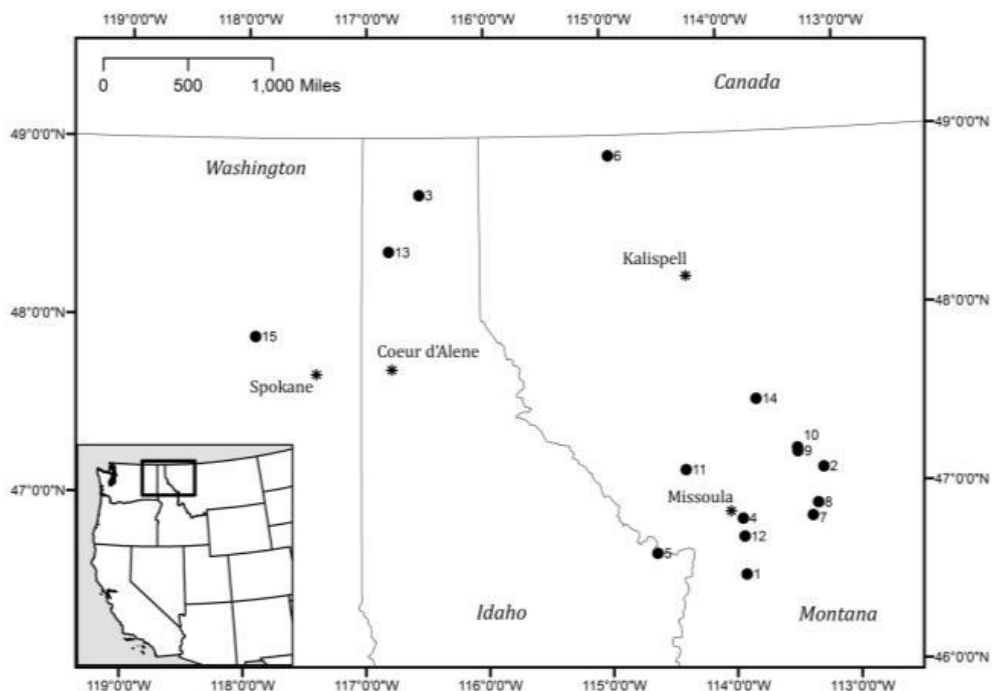 119°0'0"W 118°0'0"W 117°0'0"W 116°0'0"W 115°0'0"W 114°0'0"W 113°0'0"W
0 500 1,000 Miles
Canada
49°0'0"N 49°0'0"N
Washington
6
3
13
Kalispell
48°0'0"N 48°0'0"N
15
Coeur d'Alene
Spokane
14
10
9
2
11
47°0'0"N 47°0'0"N
Missoula
8
7
4
12
5
1
Idaho
Montana
46°0'0"N
119°0'0"W 118°0'0"W 117°0'0"W 116°0'0"W 115°0'0"W 114°0'0"W 113°0'0"W